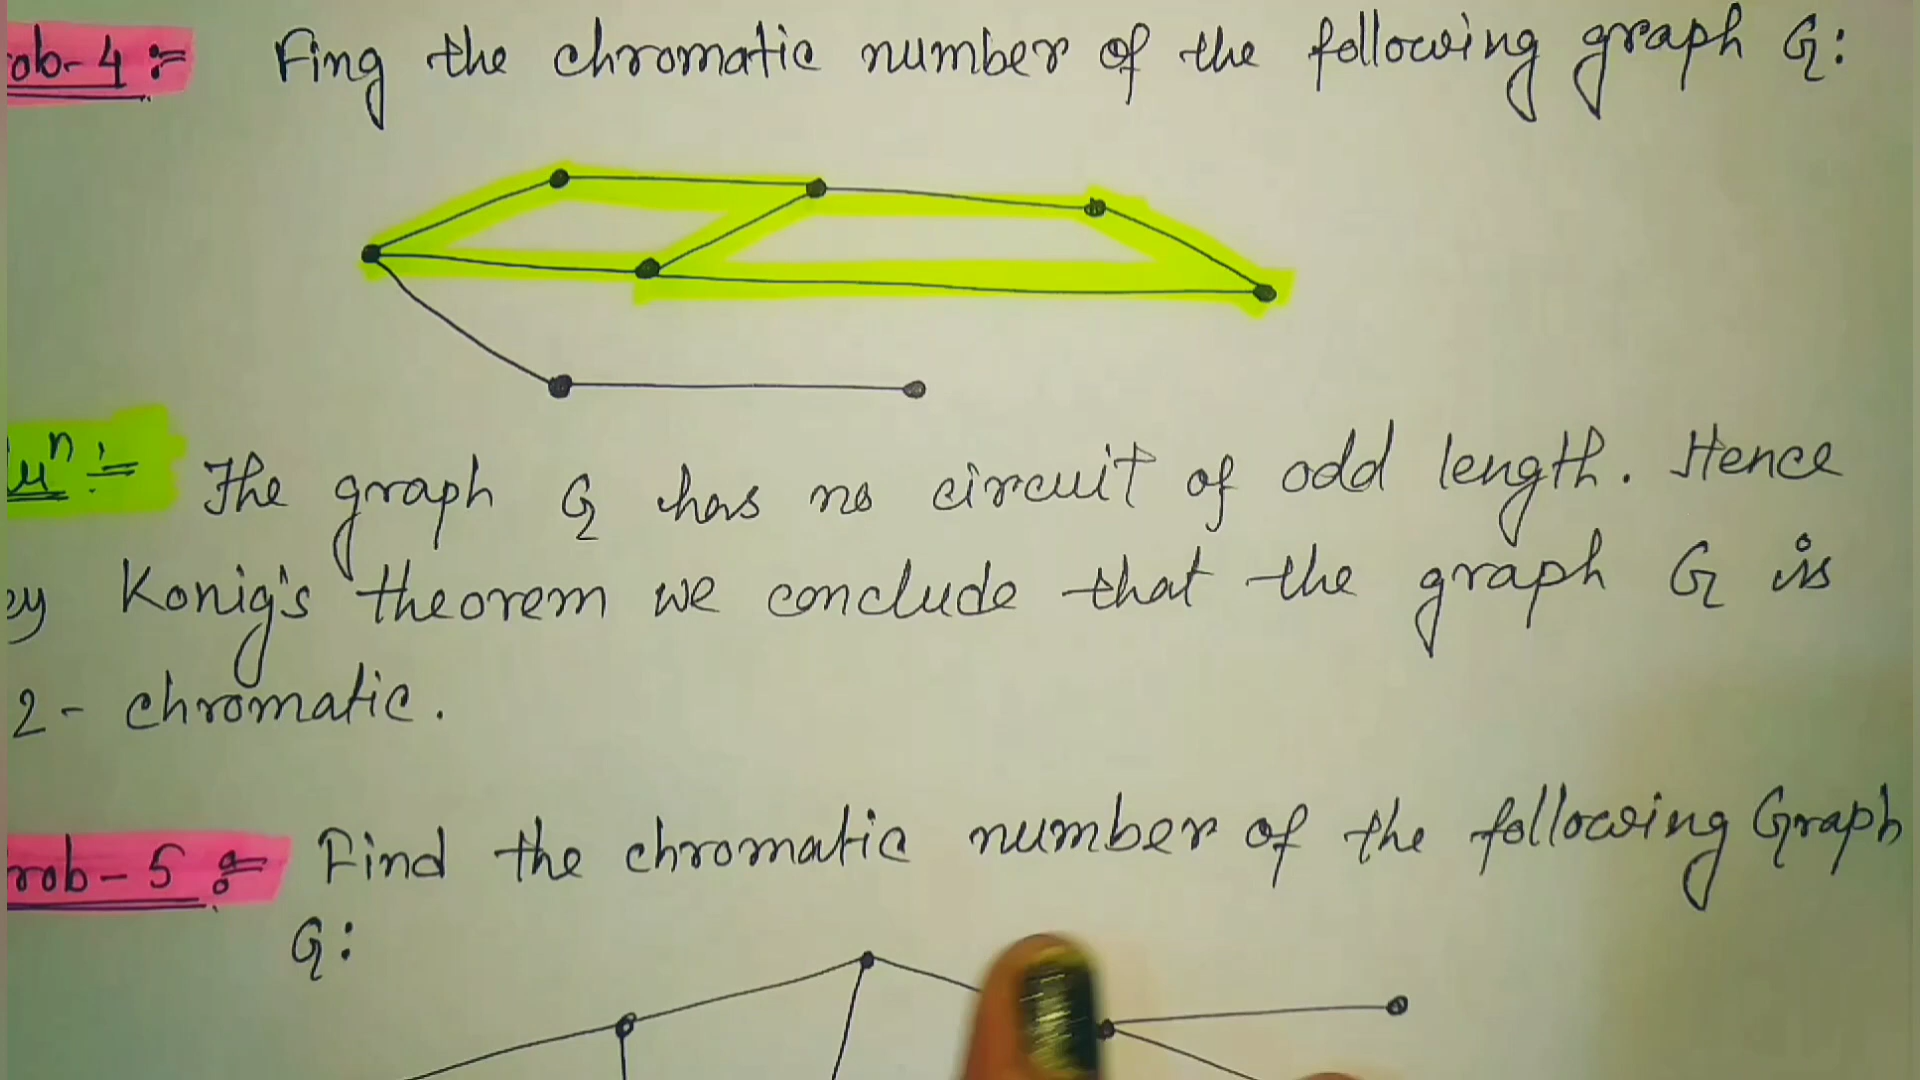 ob-4 := Fing the chromatic number of the following graph G:
uⁿ := The graph G has no circuit of odd length. Hence
ey Konig's theorem we conclude that the graph G is
2- chromatic.
rob-5 := Find the chromatic number of the following Graph
G: